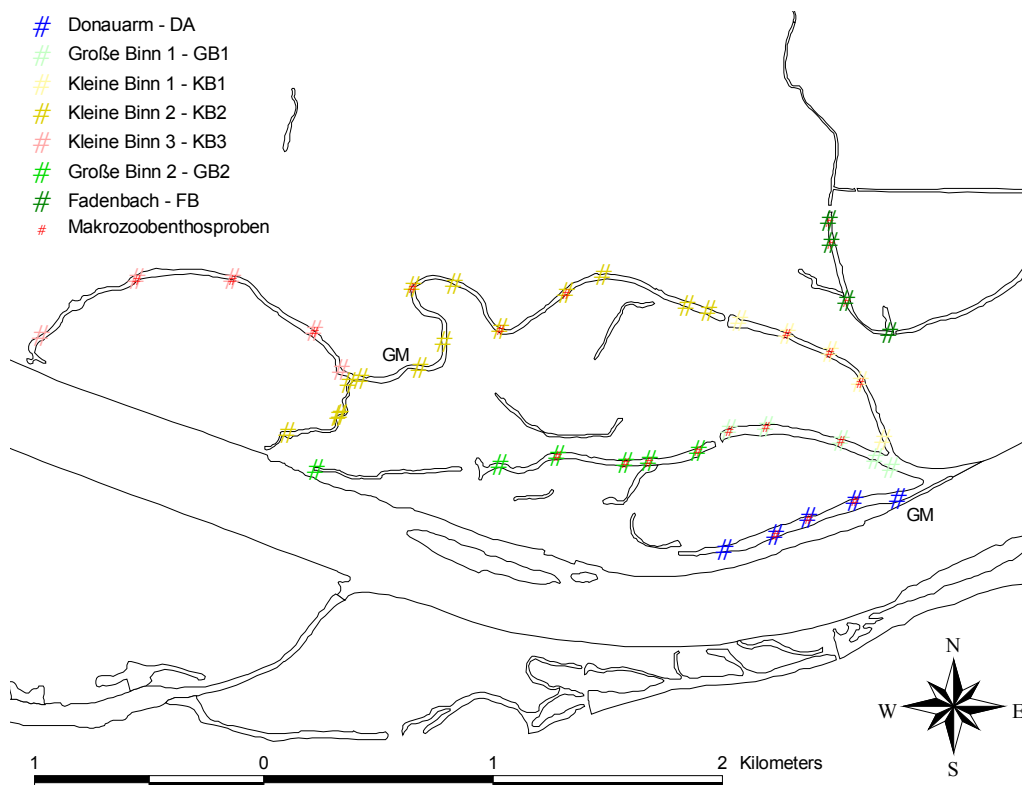 Donauarm - DA
Große Binn 1 - GB1
Kleine Binn 1 - KB1
Kleine Binn 2 - KB2
Kleine Binn 3 - KB3
Große Binn 2 - GB2
Fadenbach - FB
Makrozoobenthosproben
GM
GM
N
W E
S
1 0 1 2 Kilometers